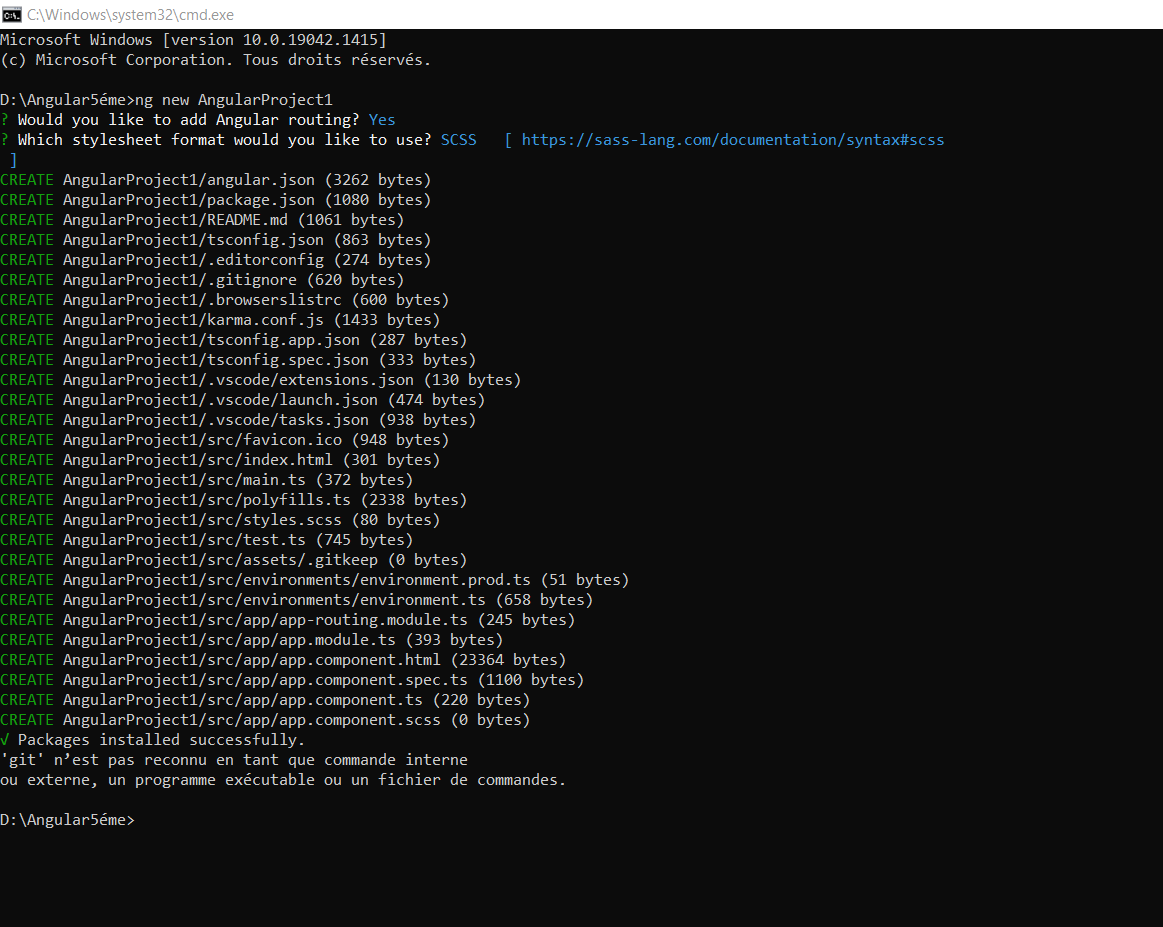 C:\Windows\system32\cmd.exe
Microsoft Windows [version 10.0.19042.1415]
(c) Microsoft Corporation. Tous droits réservés.
D:\Angular5éme>ng new AngularProject1
? Would you like to add Angular routing? Yes
? Which stylesheet format would you like to use? SCSS   [ https://sass-lang.com/documentation/syntax#scss
 ]
CREATE AngularProject1/angular.json (3262 bytes)
CREATE AngularProject1/package.json (1080 bytes)
CREATE AngularProject1/README.md (1061 bytes)
CREATE AngularProject1/tsconfig.json (863 bytes)
CREATE AngularProject1/.editorconfig (274 bytes)
CREATE AngularProject1/.gitignore (620 bytes)
CREATE AngularProject1/.browserslistrc (600 bytes)
CREATE AngularProject1/karma.conf.js (1433 bytes)
CREATE AngularProject1/tsconfig.app.json (287 bytes)
CREATE AngularProject1/tsconfig.spec.json (333 bytes)
CREATE AngularProject1/.vscode/extensions.json (130 bytes)
CREATE AngularProject1/.vscode/launch.json (474 bytes)
CREATE AngularProject1/.vscode/tasks.json (938 bytes)
CREATE AngularProject1/src/favicon.ico (948 bytes)
CREATE AngularProject1/src/index.html (301 bytes)
CREATE AngularProject1/src/main.ts (372 bytes)
CREATE AngularProject1/src/polyfills.ts (2338 bytes)
CREATE AngularProject1/src/styles.scss (80 bytes)
CREATE AngularProject1/src/test.ts (745 bytes)
CREATE AngularProject1/src/assets/.gitkeep (0 bytes)
CREATE AngularProject1/src/environments/environment.prod.ts (51 bytes)
CREATE AngularProject1/src/environments/environment.ts (658 bytes)
CREATE AngularProject1/src/app/app-routing.module.ts (245 bytes)
CREATE AngularProject1/src/app/app.module.ts (393 bytes)
CREATE AngularProject1/src/app/app.component.html (23364 bytes)
CREATE AngularProject1/src/app/app.component.spec.ts (1100 bytes)
CREATE AngularProject1/src/app/app.component.ts (220 bytes)
CREATE AngularProject1/src/app/app.component.scss (0 bytes)
√ Packages installed successfully.
'git' n’est pas reconnu en tant que commande interne
ou externe, un programme exécutable ou un fichier de commandes.
D:\Angular5éme>